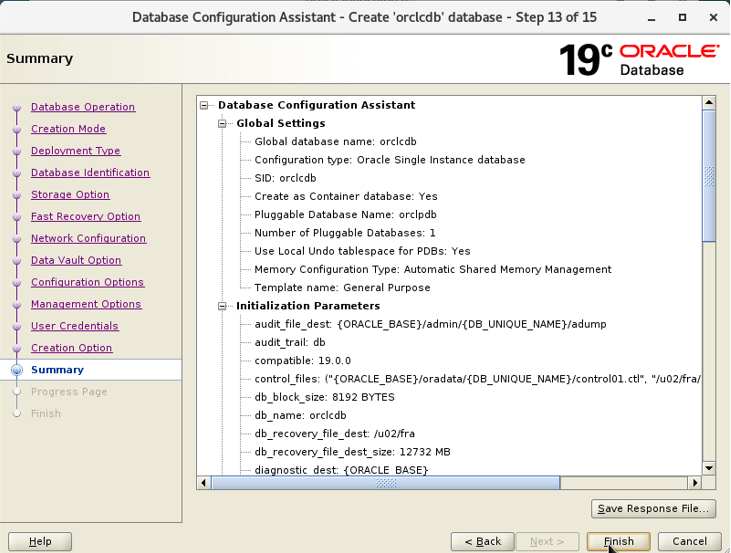 Database Configuration Assistant - Create 'orclcdb' database - Step 13 of 15
Summary
19c ORACLE
Database
Database Operation
Creation Mode
Deployment Type
Database Identification
Storage Option
Fast Recovery Option
Network Configuration
Data Vault Option
Configuration Options
Management Options
User Credentials
Creation Option
Summary
Progress Page
Finish
Database Configuration Assistant
Global Settings
Global database name: orclcdb
Configuration type: Oracle Single Instance database
SID: orclcdb
Create as Container database: Yes
Pluggable Database Name: orclpdb
Number of Pluggable Databases: 1
Use Local Undo tablespace for PDBs: Yes
Memory Configuration Type: Automatic Shared Memory Management
Template name: General Purpose
Initialization Parameters
audit_file_dest: {ORACLE_BASE}/admin/{DB_UNIQUE_NAME}/adump
audit_trail: db
compatible: 19.0.0
control_files: ("{ORACLE_BASE}/oradata/{DB_UNIQUE_NAME}/control01.ctl", "/u02/fra/
db_block_size: 8192 BYTES
db_name: orclcdb
db_recovery_file_dest: /u02/fra
db_recovery_file_dest_size: 12732 MB
diagnostic_dest: {ORACLE_BASE}
Save Response File...
Help
< Back
Next >
Finish
Cancel